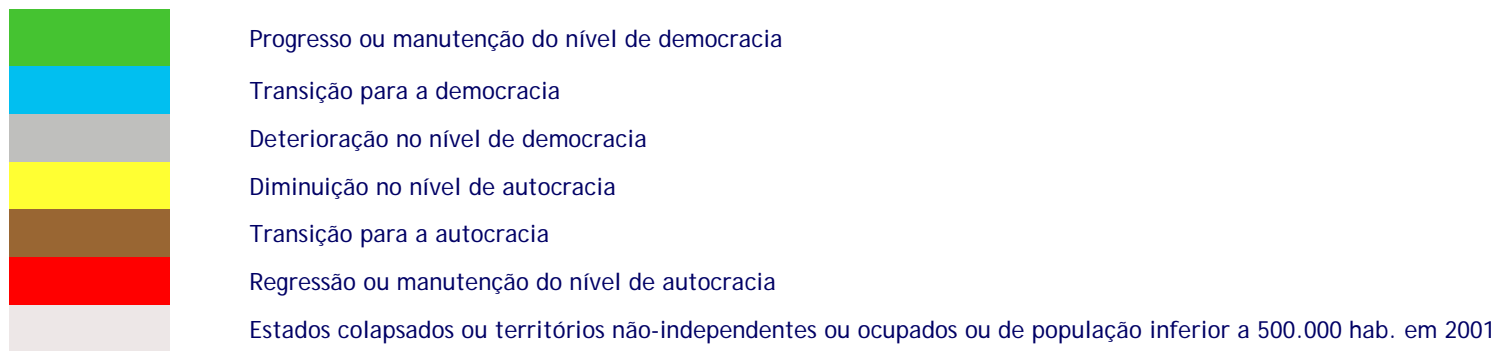 Progresso ou manutenção do nível de democracia
Transição para a democracia
Deterioração no nível de democracia
Diminuição no nível de autocracia
Transição para a autocracia
Regressão ou manutenção do nível de autocracia
Estados colapsados ou territórios não-independentes ou ocupados ou de população inferior a 500.000 hab. em 2001